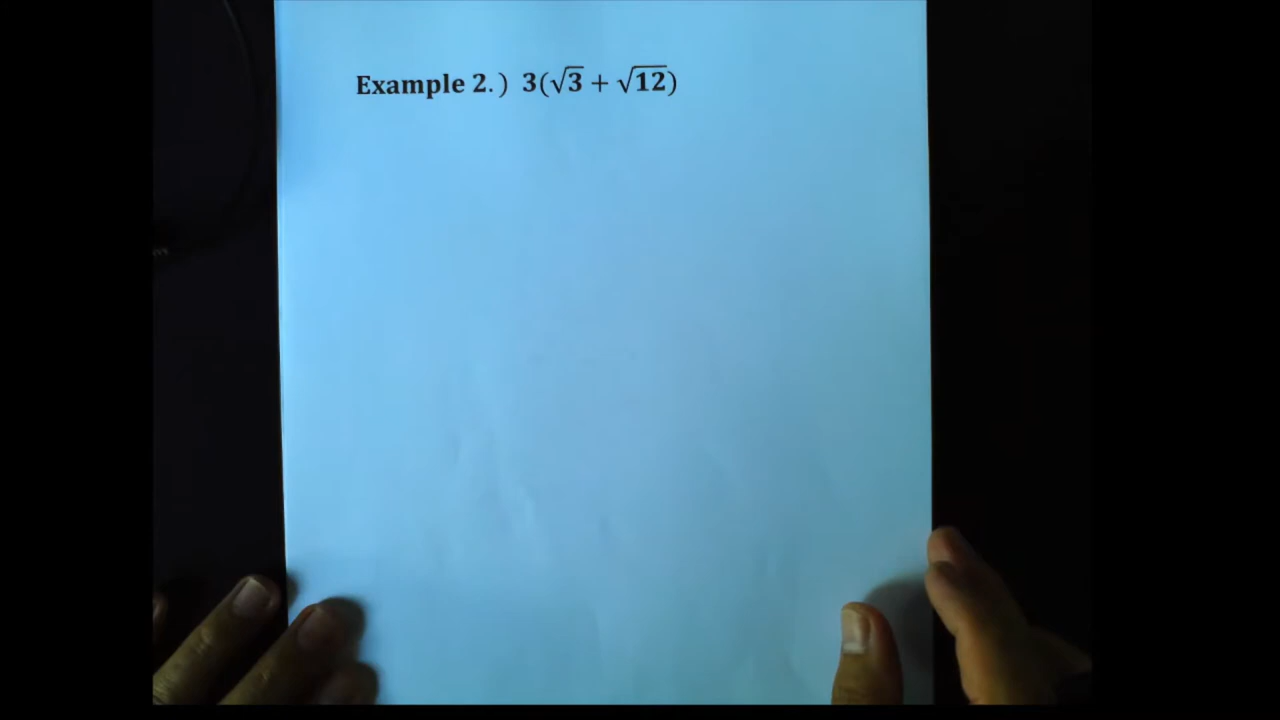 Example 2.) 3(√3 + √12)